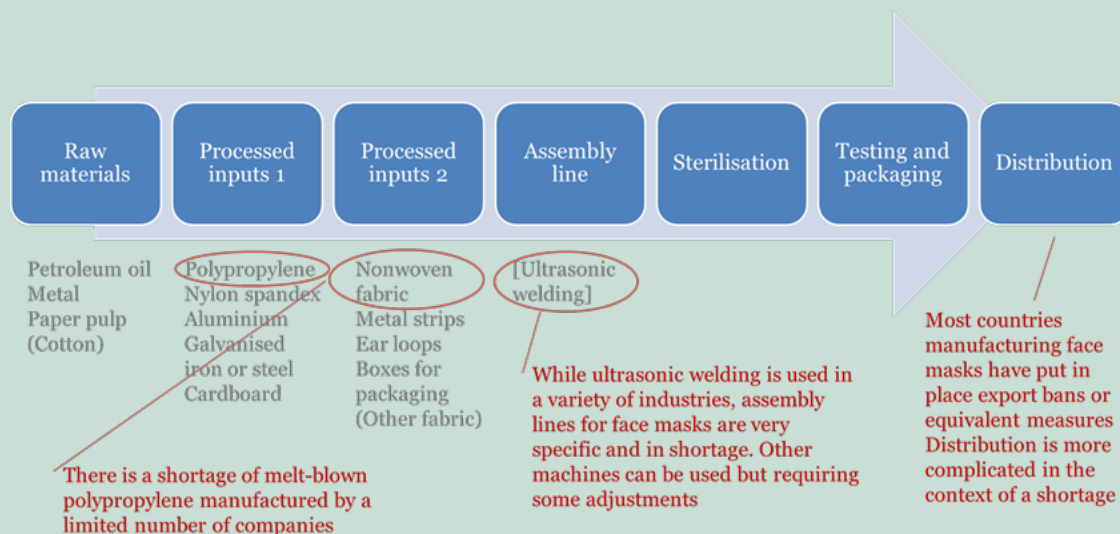 Raw
materials
Processed
inputs 1
Processed
inputs 2
Assembly
line
Sterilisation
Testing and
packaging
Distribution
Petroleum oil
Metal
Paper pulp
(Cotton)
Polypropylene
Nylon spandex
Aluminium
Galvanised
iron or steel
Cardboard
Nonwoven
fabric
Metal strips
Ear loops
Boxes for
packaging
(Other fabric)
[Ultrasonic
welding]
There is a shortage of melt-blown
polypropylene manufactured by a
limited number of companies
While ultrasonic welding is used in
a variety of industries, assembly
lines for face masks are very
specific and in shortage. Other
machines can be used but requiring
some adjustments
Most countries
manufacturing face
masks have put in
place export bans or
equivalent measures
Distribution is more
complicated in the
context of a shortage